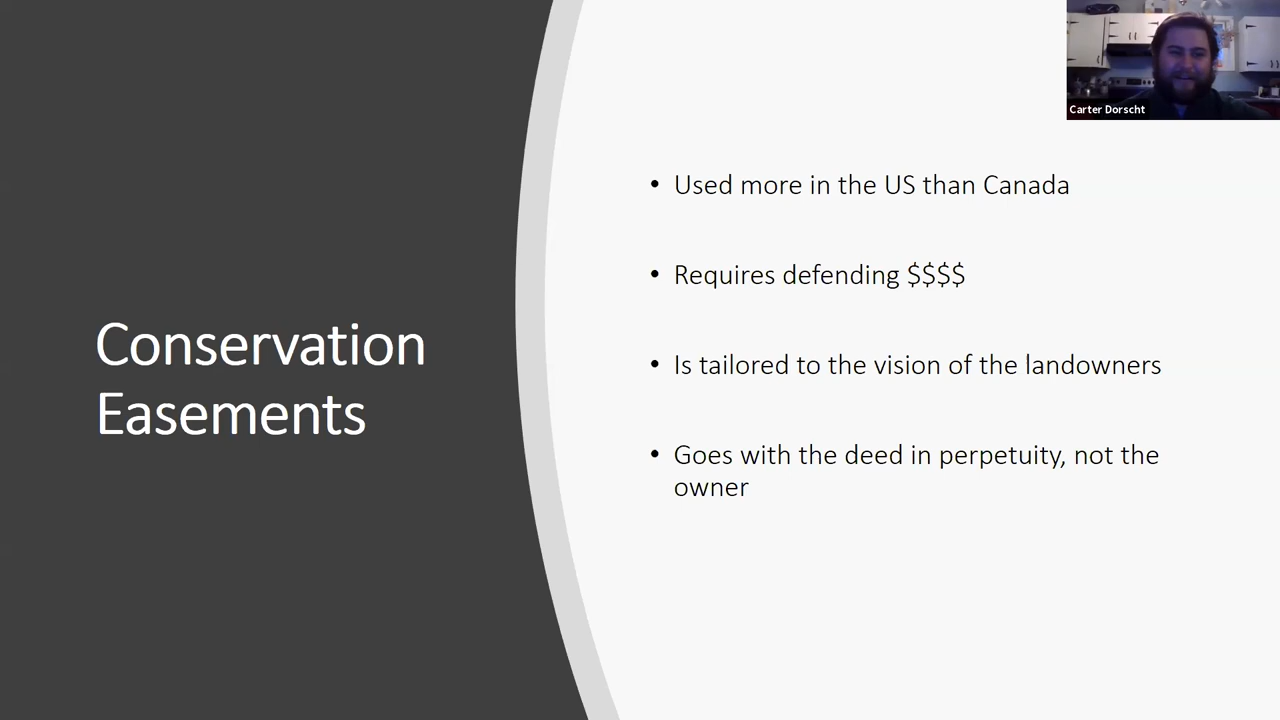 Carter Dorscht
Conservation
Easements
• Used more in the US than Canada
• Requires defending $$$$
• Is tailored to the vision of the landowners
• Goes with the deed in perpetuity, not the
owner